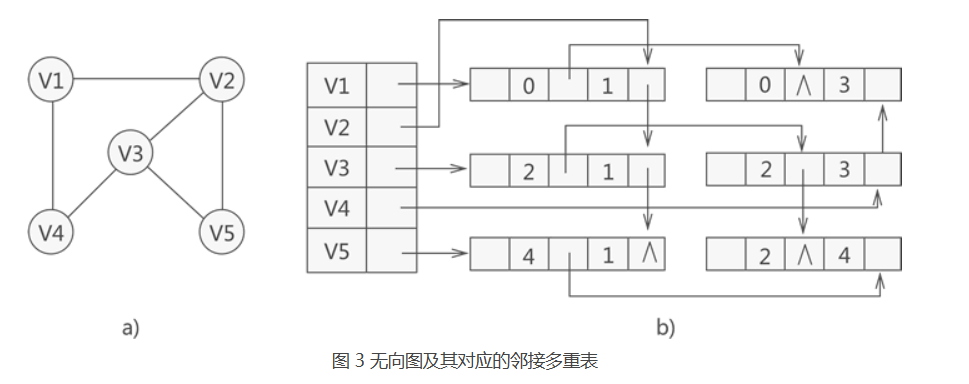 V1 V2
V3
V4 V5
a)
V1
V2
V3
V4
V5
0 1 0 ∧ 3
2 1 2 3
4 1 ∧ 2 ∧ 4
b)
图 3 无向图及其对应的邻接多重表